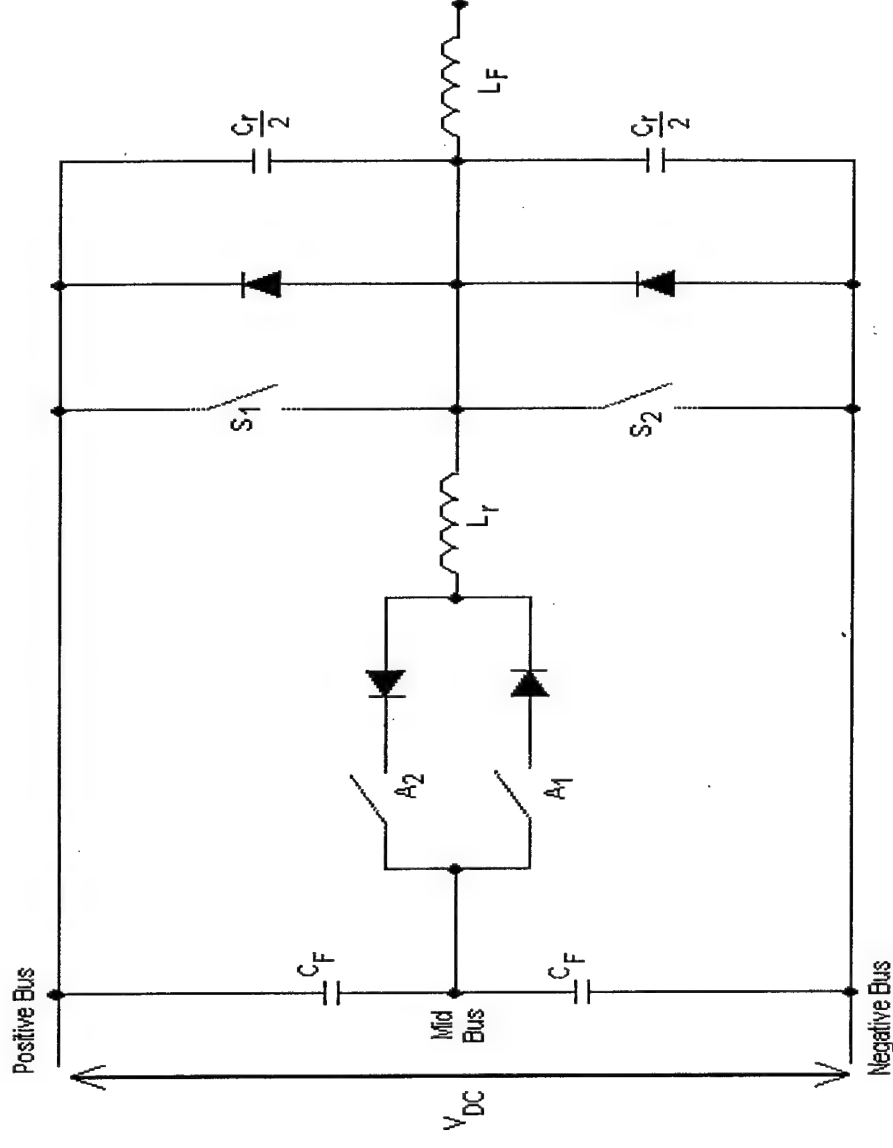 Positive Bus
C_F
Mid
Bus
C_F
V_DC
Negative Bus
A_2
A_1
L_r
S_1
S_2
C_r/2
C_r/2
L_F